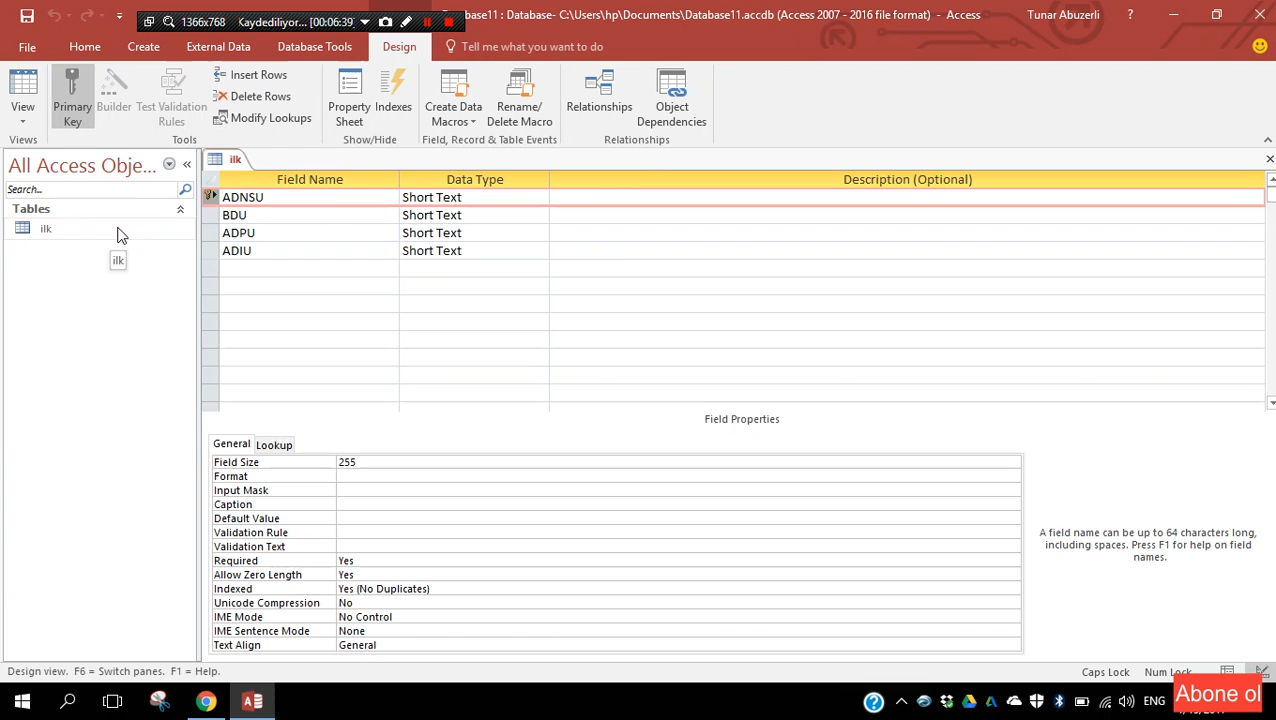 1366x768 Kaydediliyor... (00:06:39)
Database11 : Database- C:\Users\hp\Documents\Database11.accdb (Access 2007 - 2016 file format) - Access
Tunar Abuzerli
?
File Home Create External Data Database Tools Design Tell me what you want to do
View
Primary Key
Builder
Test Validation Rules
Insert Rows
Delete Rows
Modify Lookups
Property Sheet
Indexes
Create Data Macros
Rename/ Delete Macro
Relationships
Object Dependencies
Views Tools Show/Hide Field, Record & Table Events Relationships
All Access Obje...
Search...
Tables
ilk
ilk
ilk
Field Name Data Type Description (Optional)
ADNSU Short Text
BDU Short Text
ADPU Short Text
ADIU Short Text
Field Properties
General Lookup
Field Size 255
Format
Input Mask
Caption
Default Value
Validation Rule
Validation Text
Required Yes
Allow Zero Length Yes
Indexed Yes (No Duplicates)
Unicode Compression No
IME Mode No Control
IME Sentence Mode None
Text Align General
A field name can be up to 64 characters long,
including spaces. Press F1 for help on field
names.
Design view. F6 = Switch panes. F1 = Help.
Caps Lock Num Lock
ENG
Abone ol